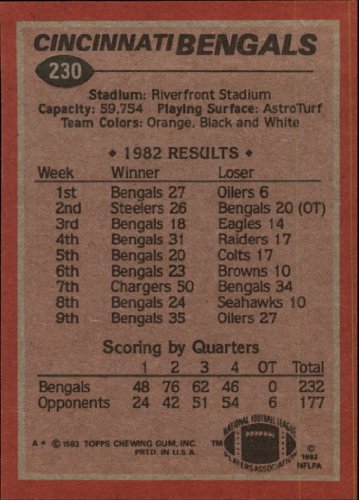 CINCINNATI BENGALS
230
Stadium: Riverfront Stadium
Capacity: 59,754 Playing Surface: AstroTurf
Team Colors: Orange, Black and White
◆ 1982 RESULTS ◆
Week Winner Loser
1st Bengals 27 Oilers 6
2nd Steelers 26 Bengals 20 (OT)
3rd Bengals 18 Eagles 14
4th Bengals 31 Raiders 17
5th Bengals 20 Colts 17
6th Bengals 23 Browns 10
7th Chargers 50 Bengals 34
8th Bengals 24 Seahawks 10
9th Bengals 35 Oilers 27
Scoring by Quarters
1 2 3 4 OT Total
Bengals 48 76 62 46 0 232
Opponents 24 42 51 54 6 177
A* © 1983 TOPPS CHEWING GUM, INC.
PRTD. IN U.S.A.
TM
NATIONAL FOOTBALL LEAGUE
PLAYERS ASSOCIATION
© 1983
NFLPA